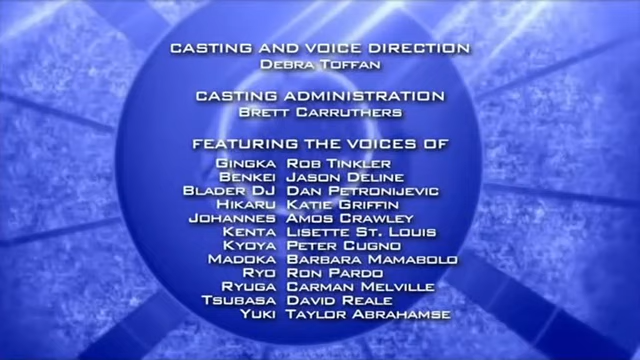 CASTING AND VOICE DIRECTION
DEBRA TOFFAN
CASTING ADMINISTRATION
BRETT CARRUTHERS
FEATURING THE VOICES OF
GINGKA ROB TINKLER
BENKEI JASON DELINE
BLADER DJ DAN PETRONIJEVIC
HIKARU KATIE GRIFFIN
JOHANNES AMOS CRAWLEY
KENTA LISETTE ST. LOUIS
KYOYA PETER CUGNO
MADOKA BARBARA MAMABOLO
RYO RON PARDO
RYUGA CARMAN MELVILLE
TSUBASA DAVID REALE
YUKI TAYLOR ABRAHAMSE